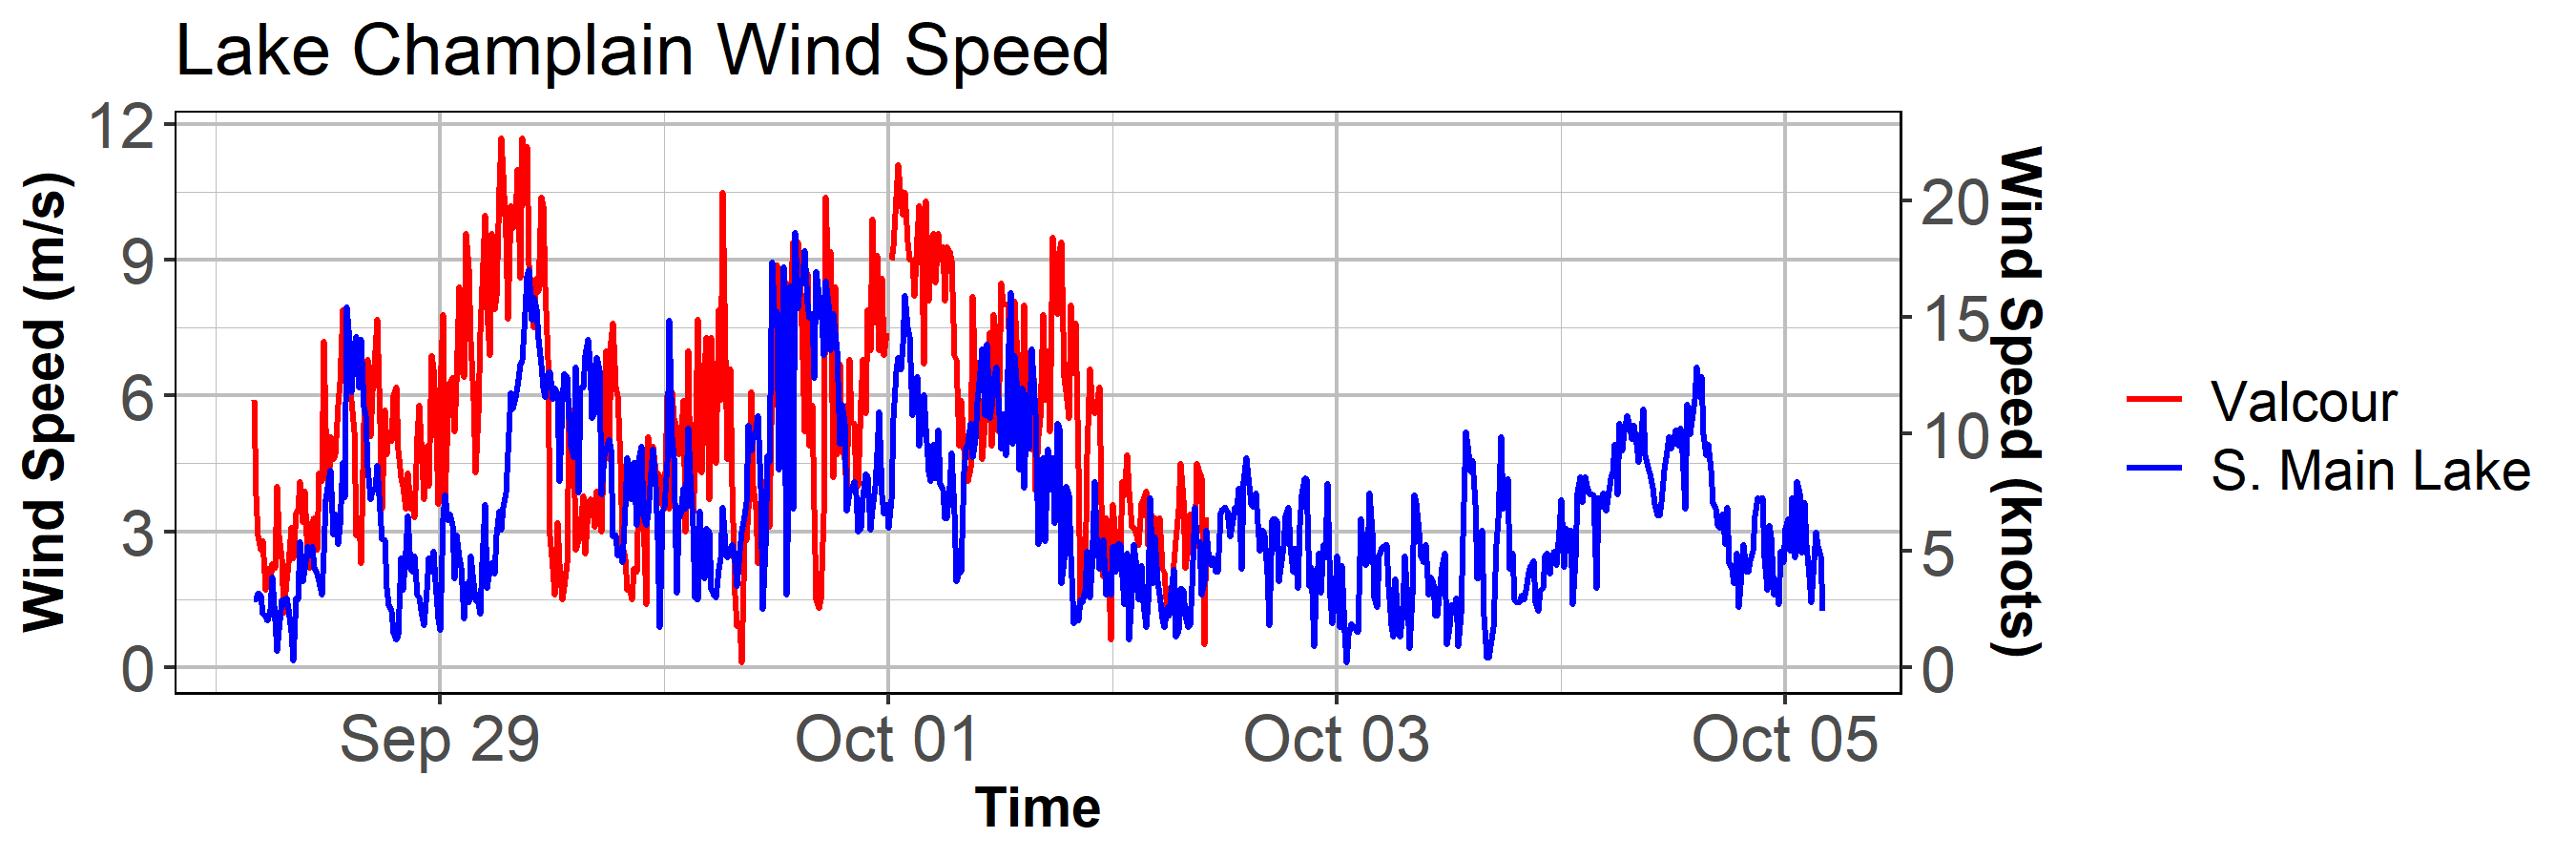 Lake Champlain Wind Speed
Wind Speed (m/s)
12
9
6
3
0
20
15
10
5
0
Wind Speed (knots)
Sep 29
Oct 01
Oct 03
Oct 05
Time
Valcour
S. Main Lake